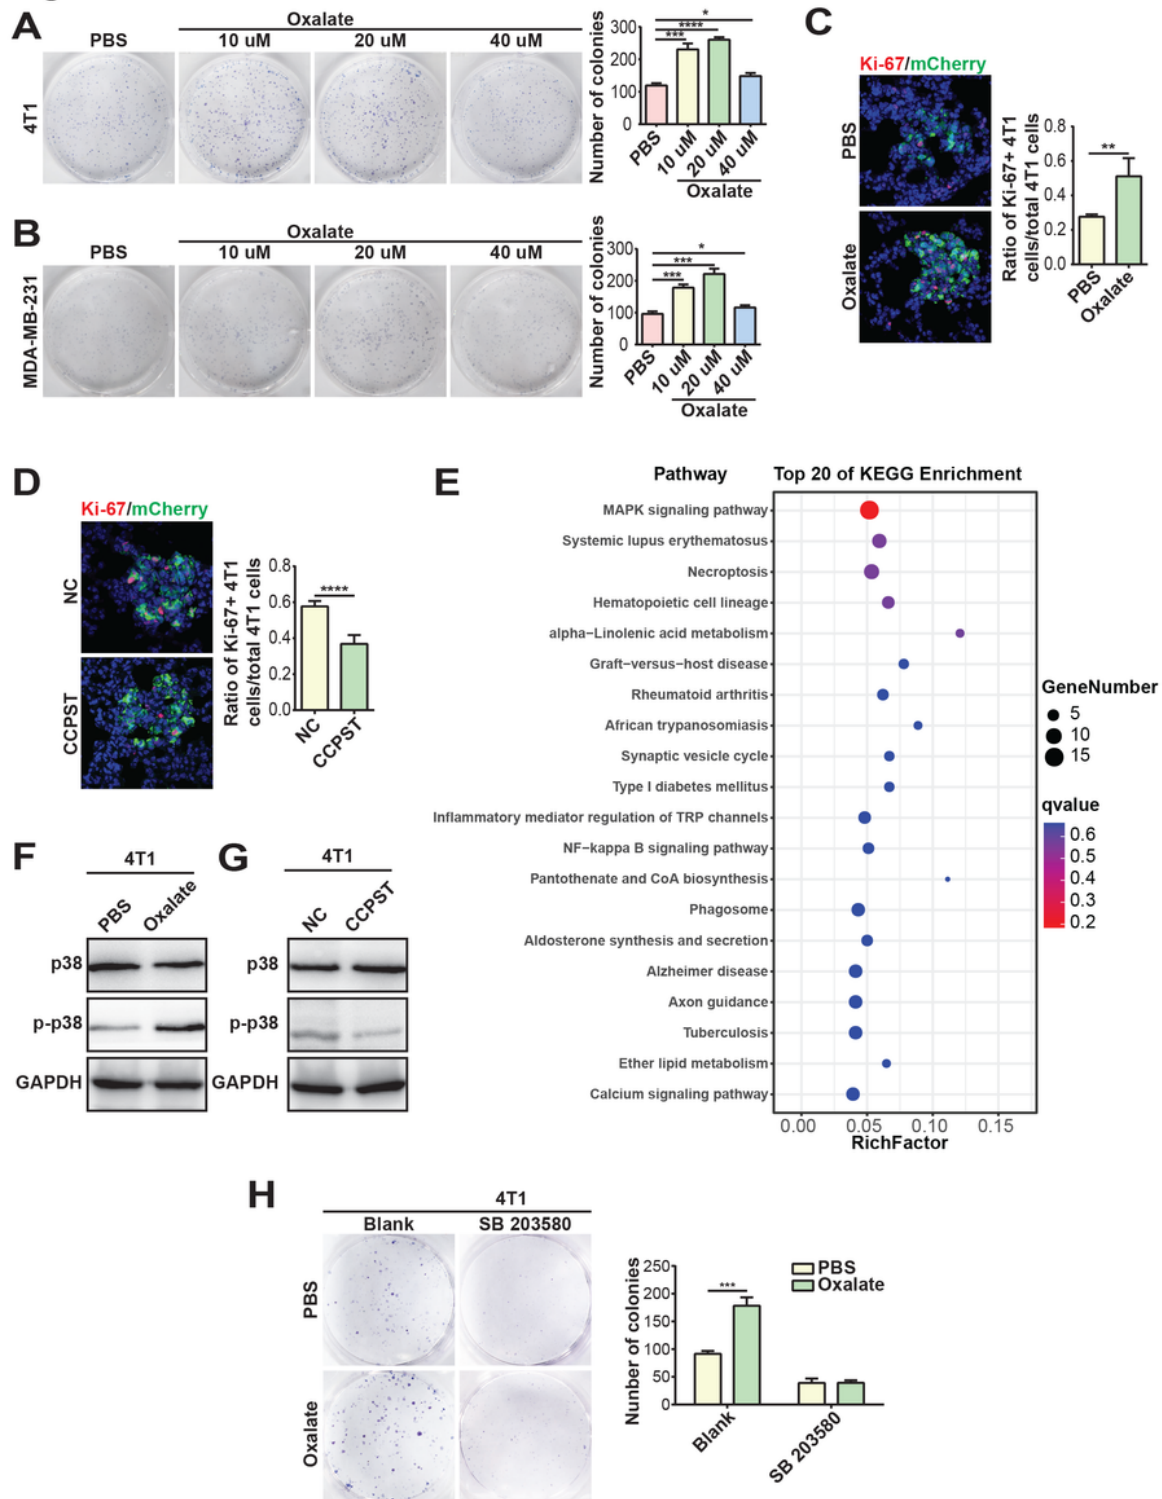 A
Oxalate
PBS
10 uM
20 uM
40 uM
4T1
Number of colonies
300
200
100
0
*
****
***
PBS
10 uM
20 uM
40 uM
Oxalate
B
Oxalate
PBS
10 uM
20 uM
40 uM
MDA-MB-231
Number of colonies
300
200
100
0
*
***
***
PBS
10 uM
20 uM
40 uM
Oxalate
C
Ki-67/mCherry
PBS
Oxalate
Ratio of Ki-67+ 4T1
cells/total 4T1 cells
0.8
0.6
0.4
0.2
0.0
**
PBS
Oxalate
D
Ki-67/mCherry
NC
CCPST
Ratio of Ki-67+ 4T1
cells/total 4T1 cells
0.8
0.6
0.4
0.2
0.0
****
NC
CCPST
E
Pathway
Top 20 of KEGG Enrichment
MAPK signaling pathway
Systemic lupus erythematosus
Necroptosis
Hematopoietic cell lineage
alpha−Linolenic acid metabolism
Graft−versus−host disease
Rheumatoid arthritis
African trypanosomiasis
Synaptic vesicle cycle
Type I diabetes mellitus
Inflammatory mediator regulation of TRP channels
NF−kappa B signaling pathway
Pantothenate and CoA biosynthesis
Phagosome
Aldosterone synthesis and secretion
Alzheimer disease
Axon guidance
Tuberculosis
Ether lipid metabolism
Calcium signaling pathway
0.00
0.05
0.10
0.15
RichFactor
GeneNumber
5
10
15
qvalue
0.6
0.5
0.4
0.3
0.2
F
4T1
PBS
Oxalate
p38
p-p38
GAPDH
G
4T1
NC
CCPST
p38
p-p38
GAPDH
H
4T1
Blank
SB 203580
PBS
Oxalate
Nunber of colonies
250
200
150
100
50
0
***
PBS
Oxalate
Blank
SB 203580